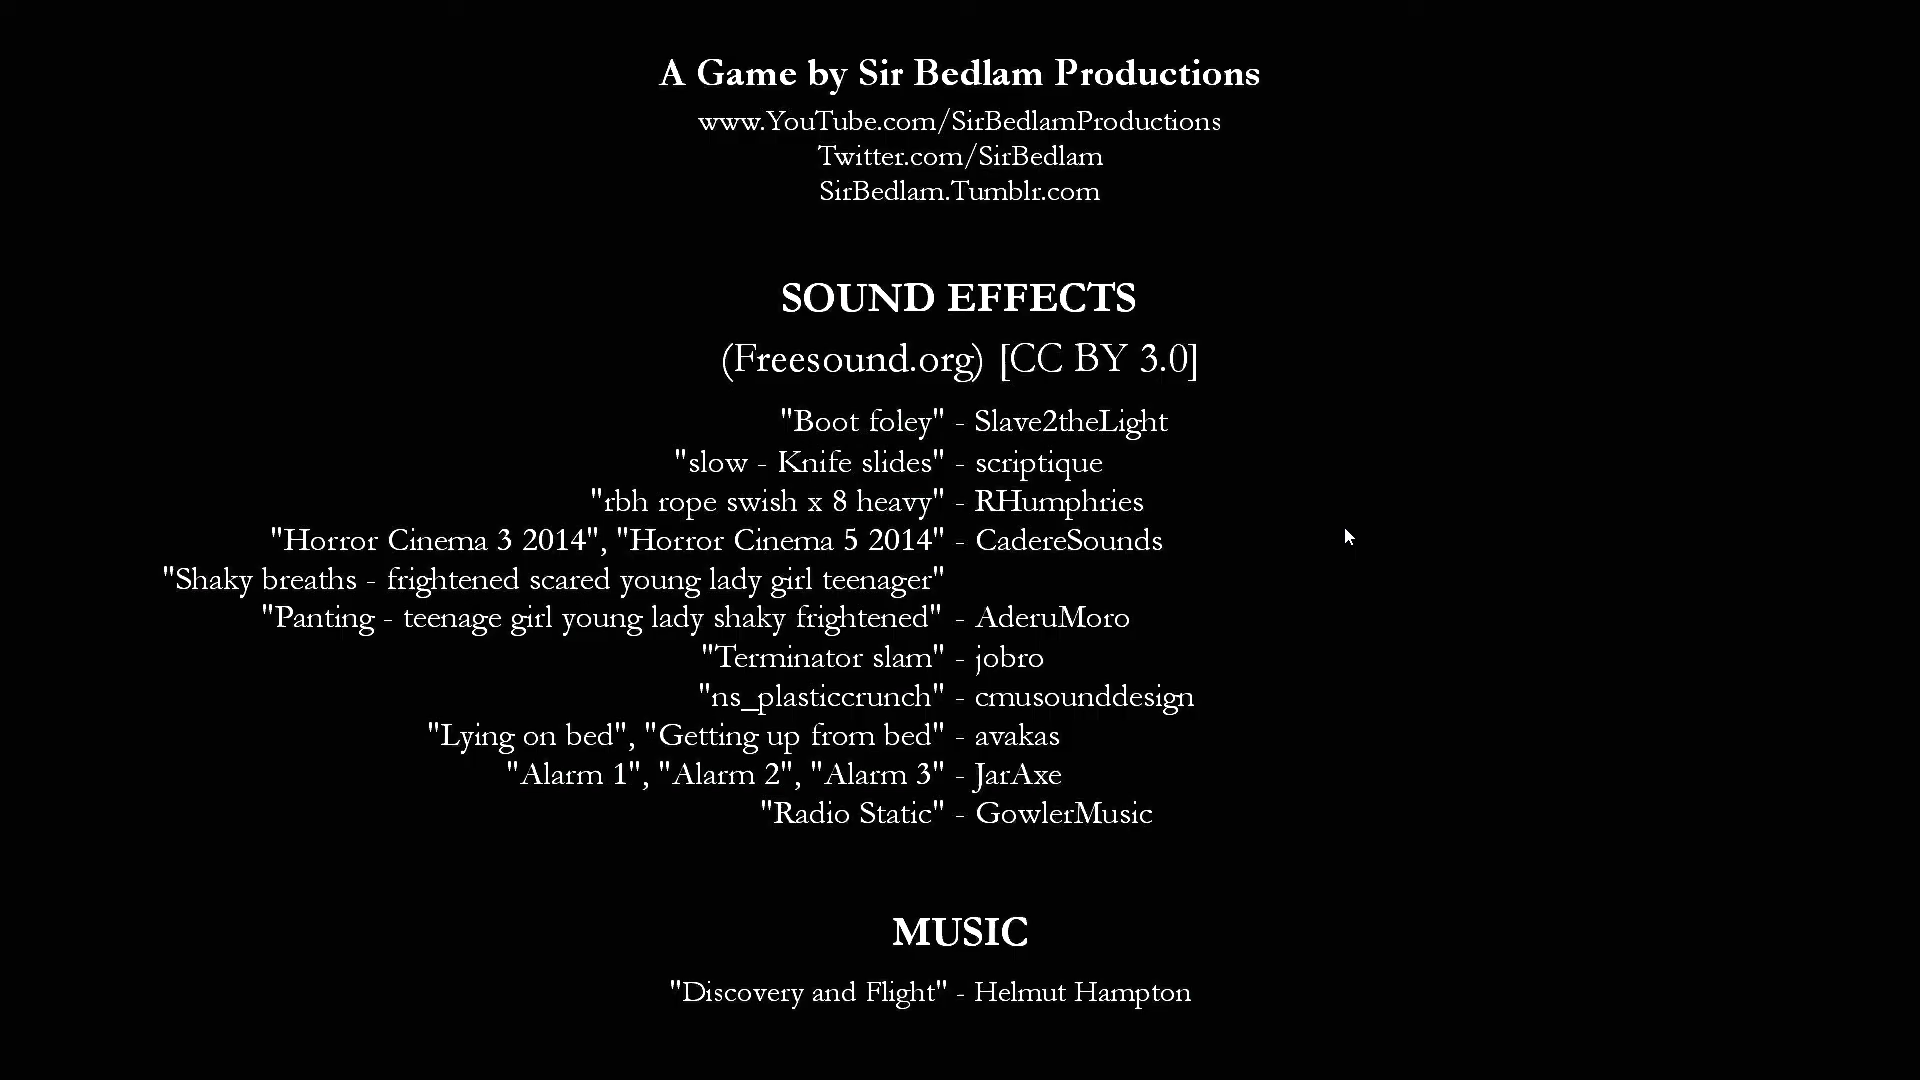 A Game by Sir Bedlam Productions
www.YouTube.com/SirBedlamProductions
Twitter.com/SirBedlam
SirBedlam.Tumblr.com
SOUND EFFECTS
(Freesound.org) [CC BY 3.0]
"Boot foley" - Slave2theLight
"slow - Knife slides" - scriptique
"rbh rope swish x 8 heavy" - RHumphries
"Horror Cinema 3 2014", "Horror Cinema 5 2014" - CadereSounds
"Shaky breaths - frightened scared young lady girl teenager"
"Panting - teenage girl young lady shaky frightened" - AderuMoro
"Terminator slam" - jobro
"ns_plasticcrunch" - cmusounddesign
"Lying on bed", "Getting up from bed" - avakas
"Alarm 1", "Alarm 2", "Alarm 3" - JarAxe
"Radio Static" - GowlerMusic
MUSIC
"Discovery and Flight" - Helmut Hampton